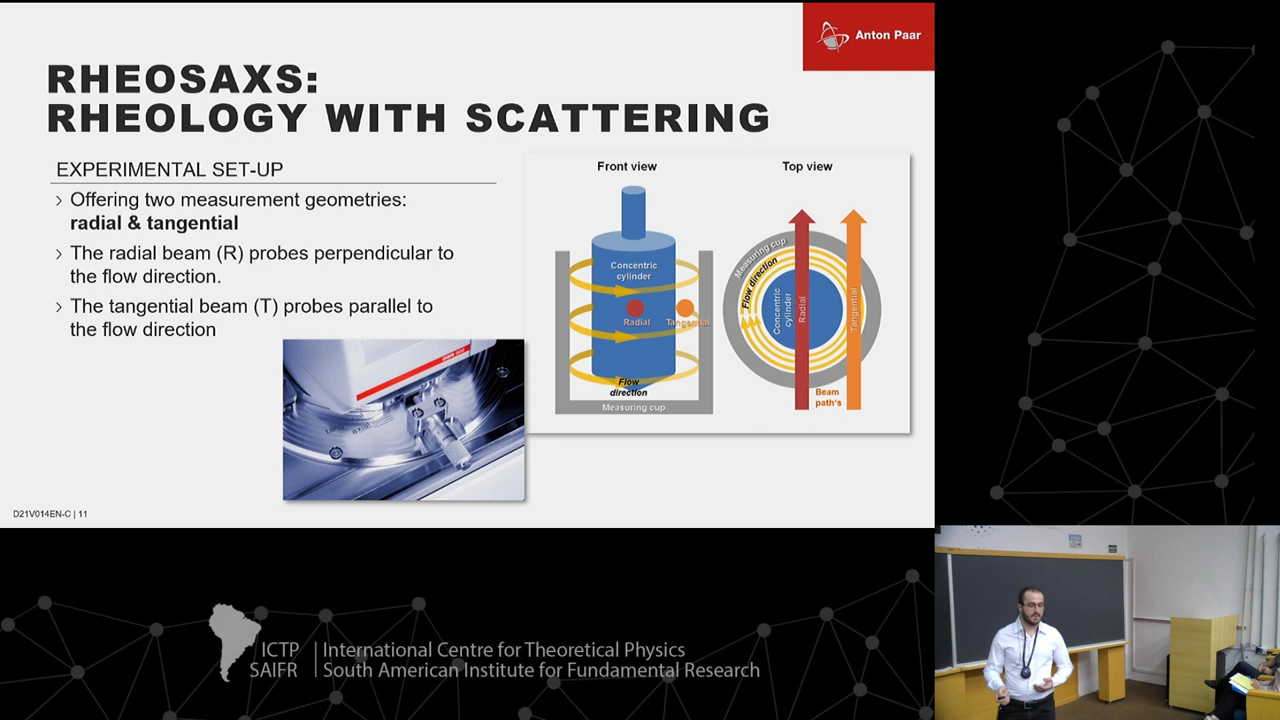 Anton Paar
RHEOSAXS:
RHEOLOGY WITH SCATTERING
EXPERIMENTAL SET-UP
› Offering two measurement geometries:
radial & tangential
› The radial beam (R) probes perpendicular to
the flow direction.
› The tangential beam (T) probes parallel to
the flow direction
Front view
Concentric
cylinder
Radial
Tangential
Flow
direction
Measuring cup
Top view
Measuring cup
Flow direction
Concentric
cylinder
Radial
Tangential
Beam
path's
D21V014EN-C | 11
ICTP
SAIFR
International Centre for Theoretical Physics
South American Institute for Fundamental Research